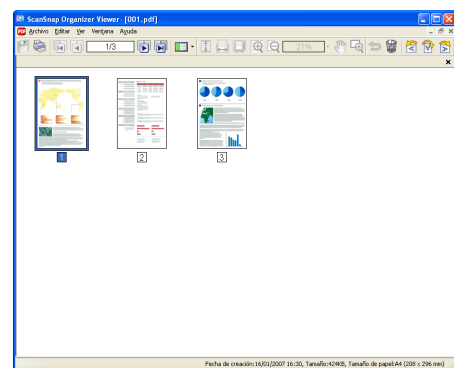 ScanSnap Organizer Viewer- [001.pdf]
Archivo Editar Ver Ventana Ayuda
1/3 21%
1 2 3
Fecha de creación:16/01/2007 16:30, Tamaño:424KB, Tamaño de papel:A4 (208 x 296 mm)